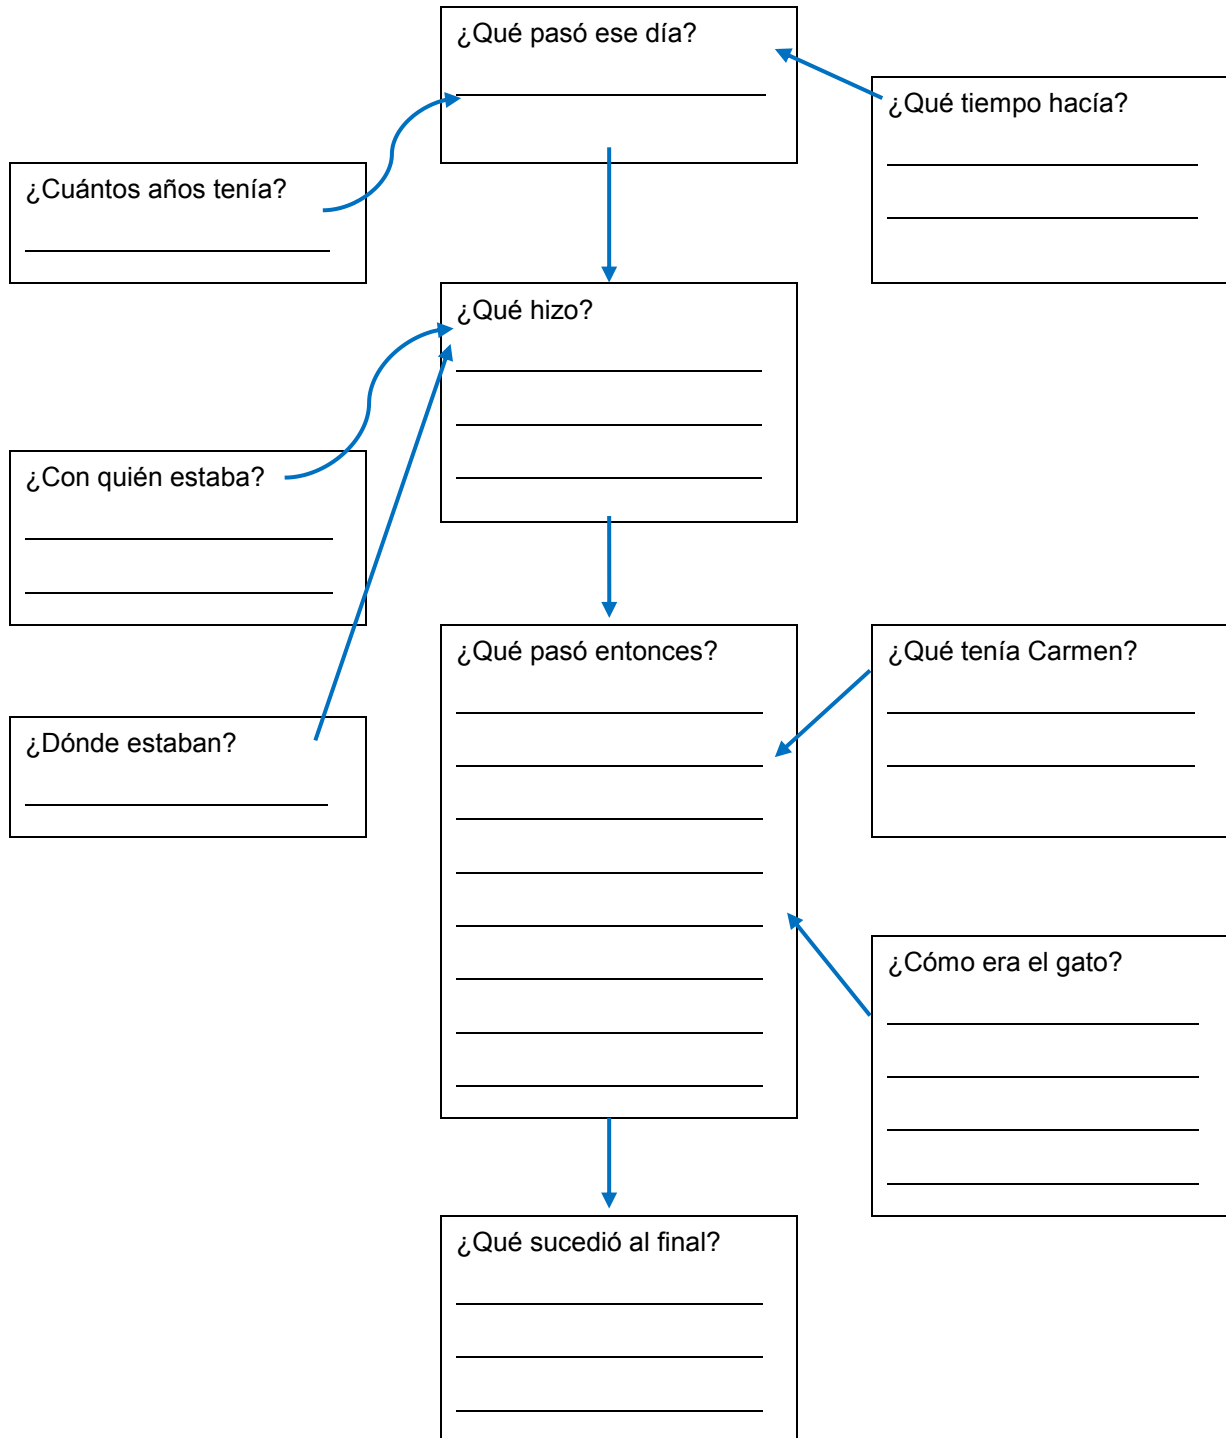 ¿Qué pasó ese día?
¿Qué tiempo hacía?
¿Cuántos años tenía?
¿Qué hizo?
¿Con quién estaba?
¿Qué pasó entonces?
¿Qué tenía Carmen?
¿Dónde estaban?
¿Cómo era el gato?
¿Qué sucedió al final?